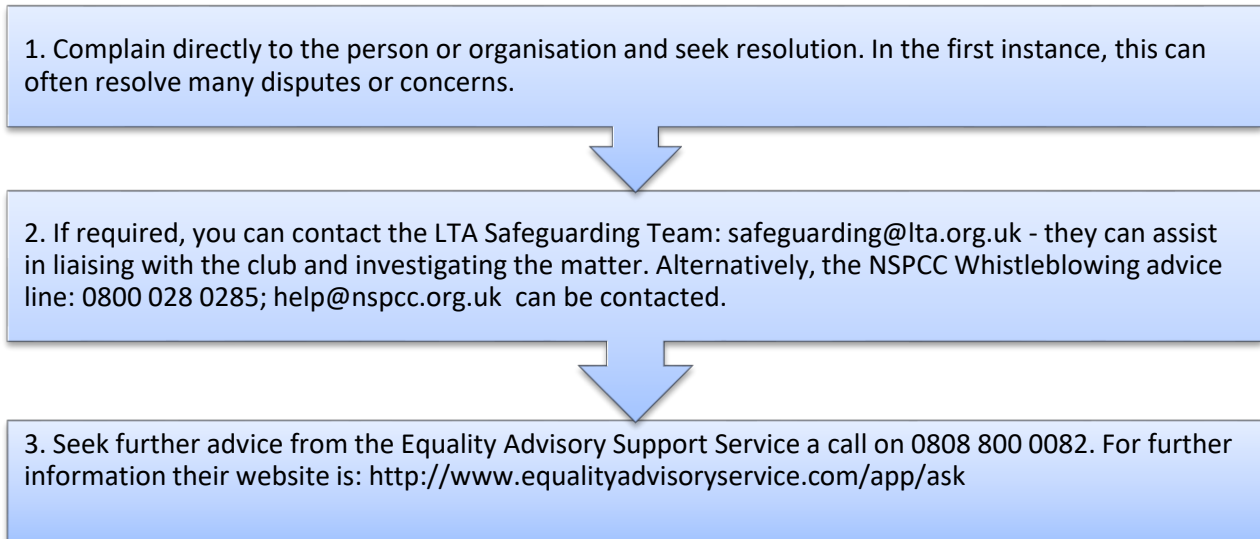 1. Complain directly to the person or organisation and seek resolution. In the first instance, this can
often resolve many disputes or concerns.
2. If required, you can contact the LTA Safeguarding Team: safeguarding@lta.org.uk - they can assist
in liaising with the club and investigating the matter. Alternatively, the NSPCC Whistleblowing advice
line: 0800 028 0285; help@nspcc.org.uk  can be contacted.
3. Seek further advice from the Equality Advisory Support Service a call on 0808 800 0082. For further
information their website is: http://www.equalityadvisoryservice.com/app/ask